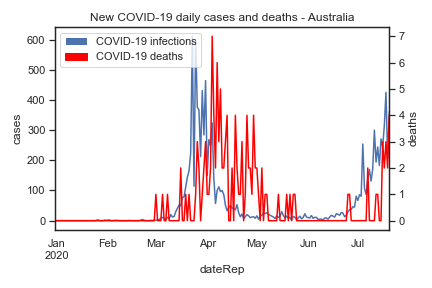 New COVID-19 daily cases and deaths - Australia
COVID-19 infections
COVID-19 deaths
600
500
400
300
200
100
0
cases
7
6
5
4
3
2
1
0
deaths
Jan Feb Mar Apr May Jun Jul
2020
dateRep